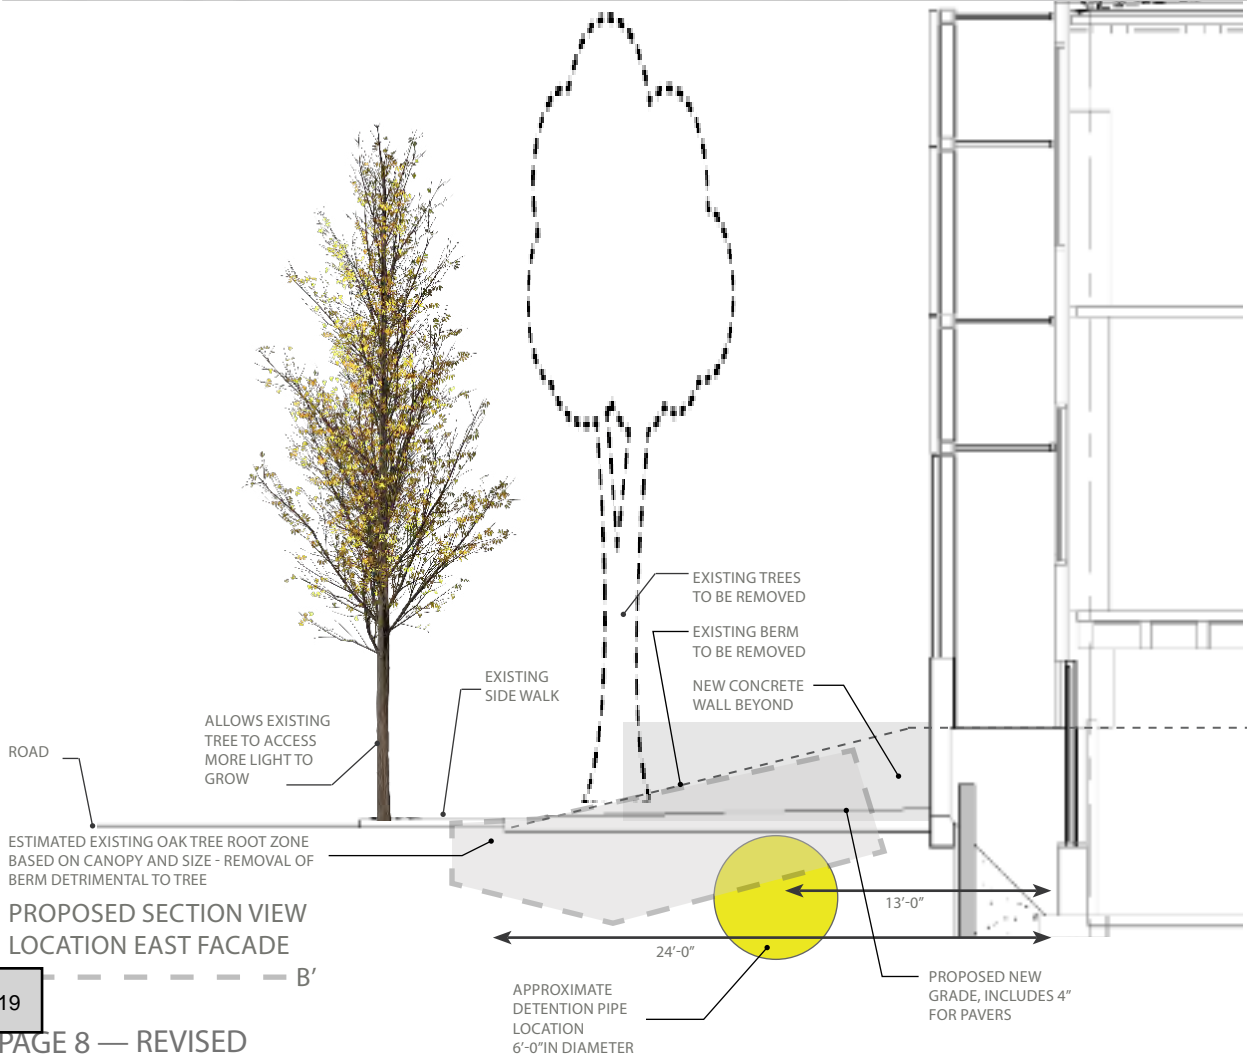 EXISTING TREES
TO BE REMOVED
EXISTING BERM
TO BE REMOVED
EXISTING
SIDE WALK
NEW CONCRETE
WALL BEYOND
ALLOWS EXISTING
TREE TO ACCESS
MORE LIGHT TO
GROW
ROAD
ESTIMATED EXISTING OAK TREE ROOT ZONE
BASED ON CANOPY AND SIZE - REMOVAL OF
BERM DETRIMENTAL TO TREE
PROPOSED SECTION VIEW
LOCATION EAST FACADE
B’
13’-0”
24’-0”
APPROXIMATE
DETENTION PIPE
LOCATION
6’-0”IN DIAMETER
PROPOSED NEW
GRADE, INCLUDES 4”
FOR PAVERS
19
PAGE 8 — REVISED